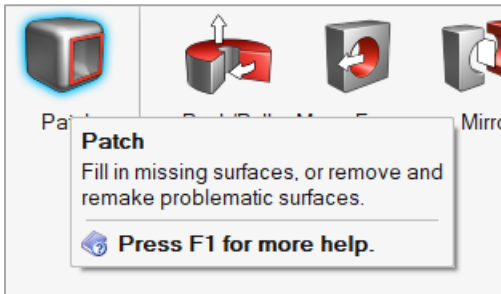 Patch
Fill in missing surfaces, or remove and
remake problematic surfaces.
Press F1 for more help.